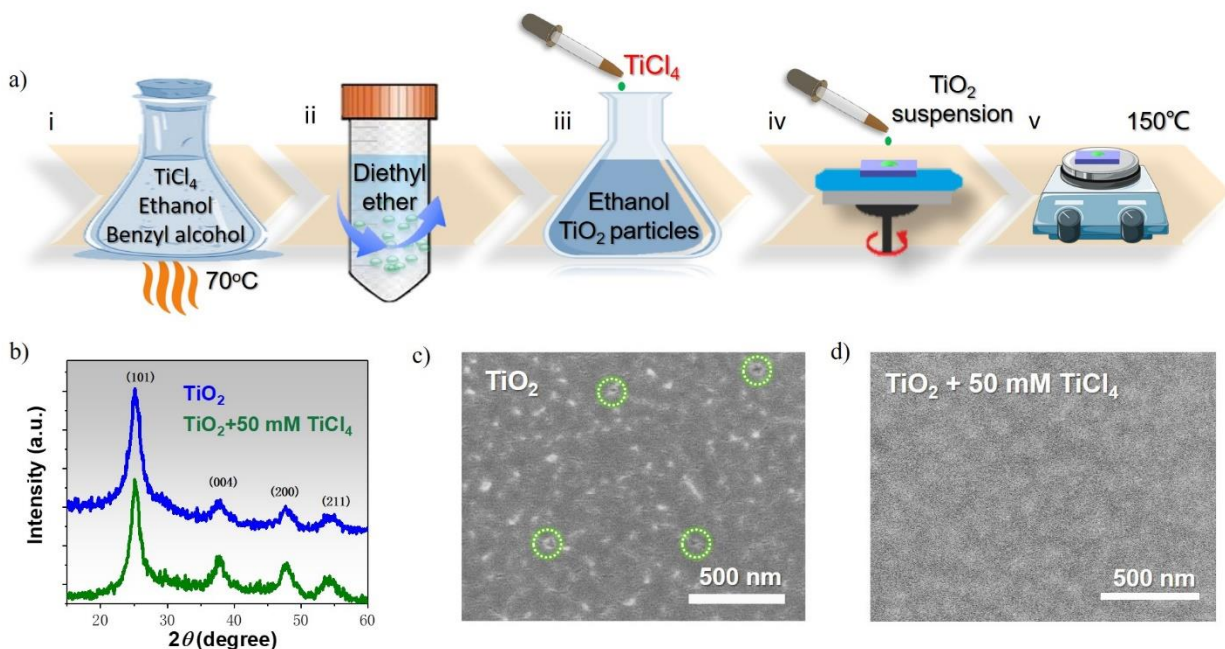 a)
i
TiCl4
Ethanol
Benzyl alcohol
70°C
ii
Diethyl
ether
iii
TiCl4
Ethanol
TiO2 particles
iv
TiO2
suspension
v
150℃
b)
Intensity (a.u.)
(101)
TiO2
TiO2+50 mM TiCl4
(004)
(200)
(211)
20
30
40
50
60
2θ (degree)
c)
TiO2
500 nm
d)
TiO2 + 50 mM TiCl4
500 nm